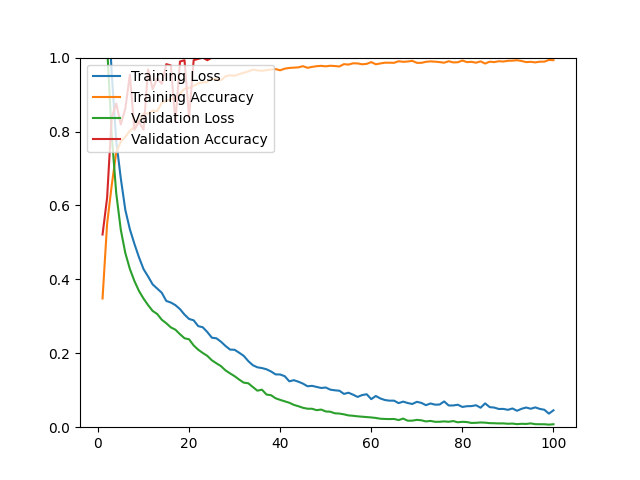 1.0
0.8
0.6
0.4
0.2
0.0
Training Loss
Training Accuracy
Validation Loss
Validation Accuracy
0 20 40 60 80 100